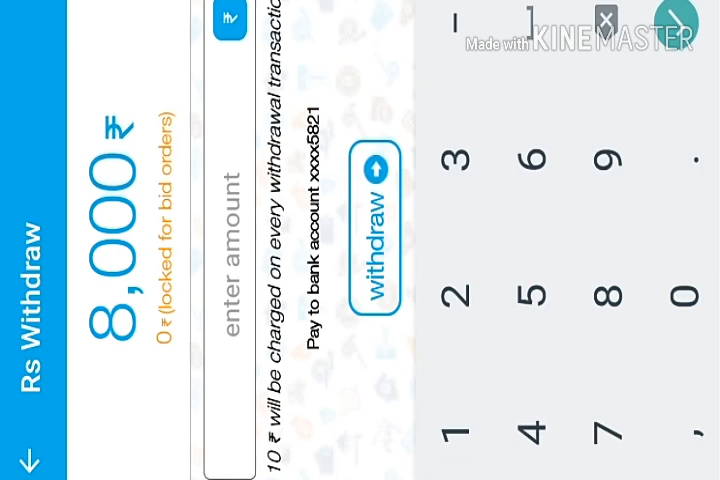 ← Rs Withdraw
8,000 ₹
0 ₹ (locked for bid orders)
enter amount ₹
10 ₹ will be charged on every withdrawal
Pay to bank account xxxx5821
withdraw
1 2 3 –
4 5 6
7 8 9
, 0 .
Made with KINEMASTER